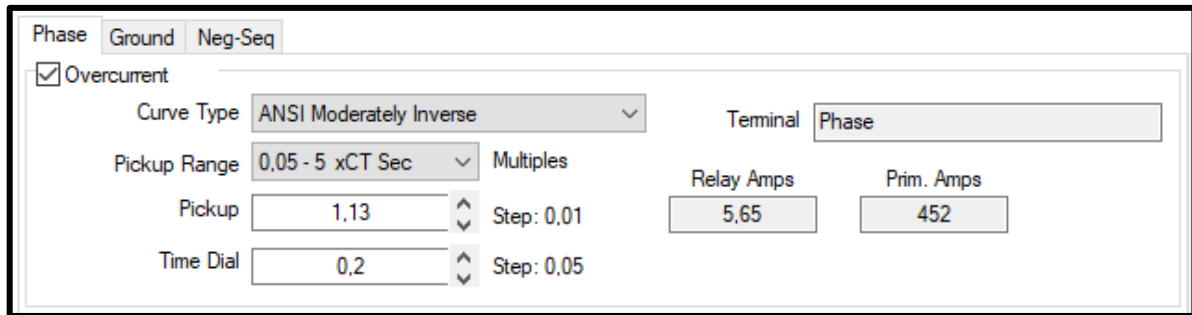 Phase Ground Neg-Seq
Overcurrent
Curve Type ANSI Moderately Inverse Terminal Phase
Pickup Range 0,05 - 5 xCT Sec Multiples
Relay Amps Prim. Amps
Pickup 1,13 Step: 0,01 5,65 452
Time Dial 0,2 Step: 0,05